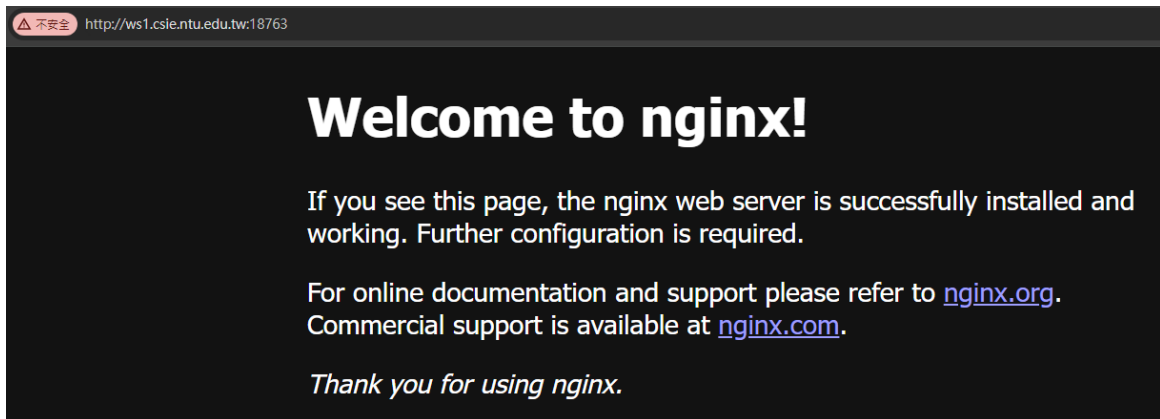 不安全 http://ws1.csie.ntu.edu.tw:18763
Welcome to nginx!
If you see this page, the nginx web server is successfully installed and
working. Further configuration is required.
For online documentation and support please refer to nginx.org.
Commercial support is available at nginx.com.
Thank you for using nginx.